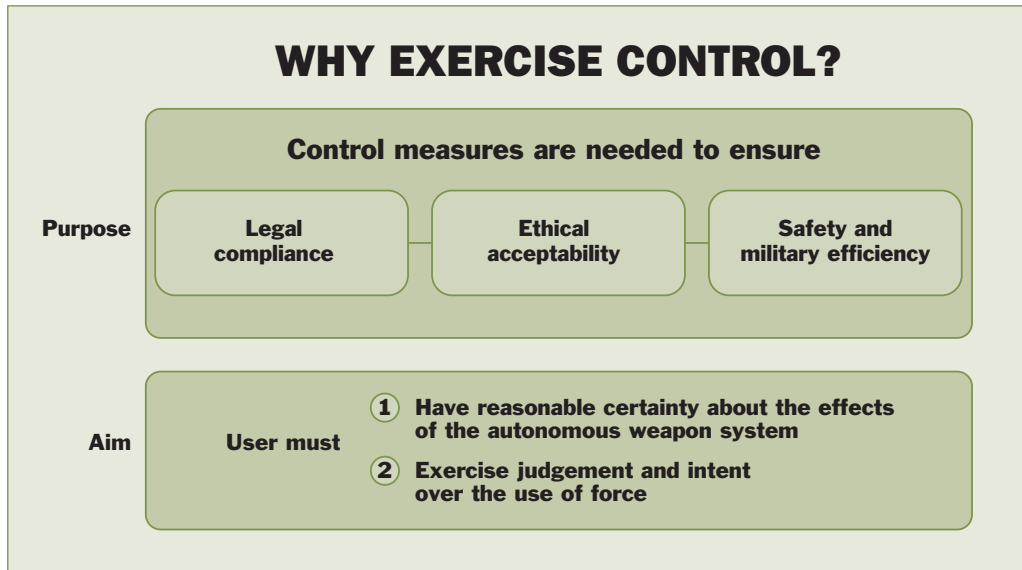 WHY EXERCISE CONTROL?
Control measures are needed to ensure
Purpose
Legal
compliance
Ethical
acceptability
Safety and
military efficiency
Aim
User must
1 Have reasonable certainty about the effects
of the autonomous weapon system
2 Exercise judgement and intent
over the use of force